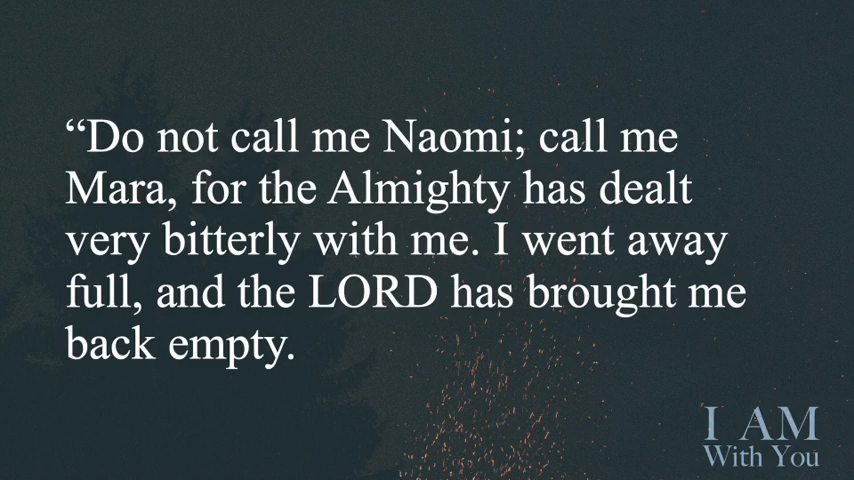 “Do not call me Naomi; call me
Mara, for the Almighty has dealt
very bitterly with me. I went away
full, and the LORD has brought me
back empty.
I AM
With You